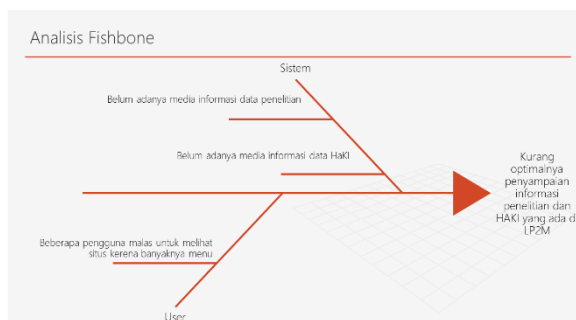 Analisis Fishbone
Sistem
Belum adanya media informasi data penelitian
Belum adanya media informasi data HaKI
Kurang
optimalnya
penyampaian
informasi
penelitian dan
HAKI yang ada d
LP2M
Beberapa pengguna malas untuk melihat
situs kerena banyaknya menu
User